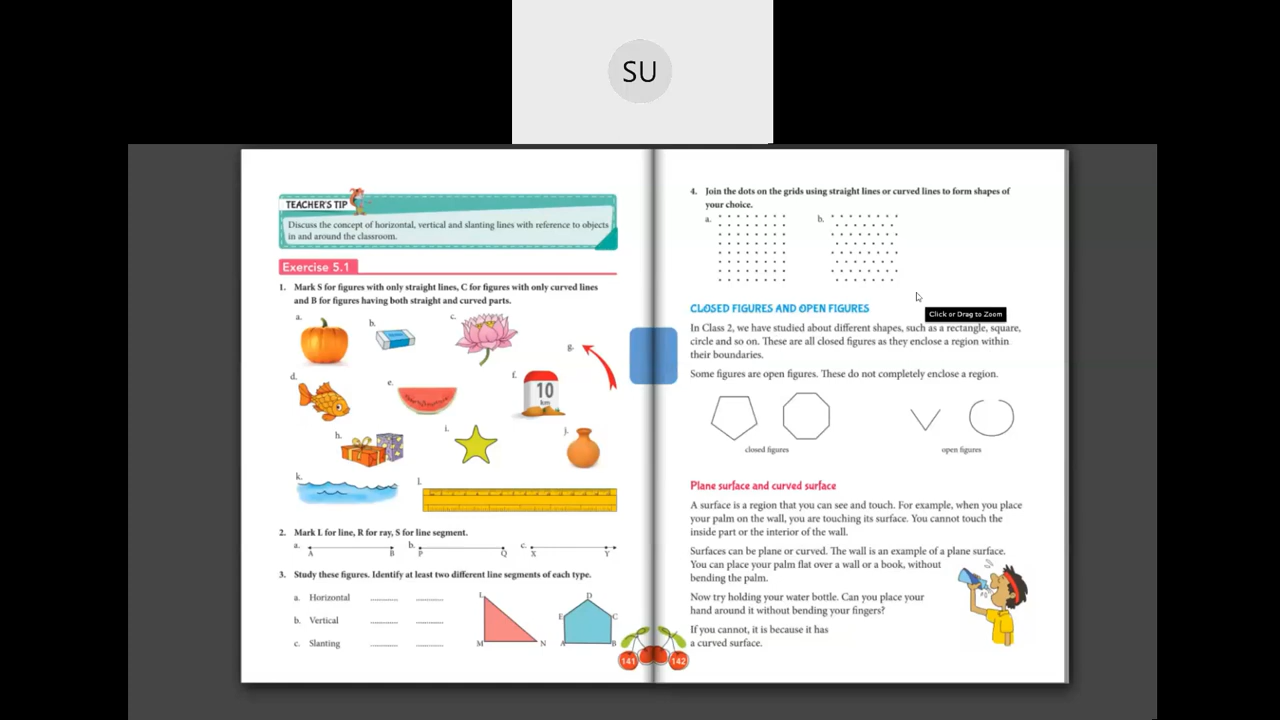 SU
TEACHER'S TIP
Discuss the concept of horizontal, vertical and slanting lines with reference to objects
in and around the classroom.
Exercise 5.1
1. Mark S for figures with only straight lines, C for figures with only curved lines
and B for figures having both straight and curved parts.
a.
b.
c.
g.
d.
e.
f.
10
km
h.
i.
j.
k.
l.
2. Mark L for line, R for ray, S for line segment.
a. A B
b. P Q
c. X Y
3. Study these figures. Identify at least two different line segments of each type.
a. Horizontal ............ ............
b. Vertical ............ ............
c. Slanting ............ ............
L
M
N
D
E
C
A
B
141
4. Join the dots on the grids using straight lines or curved lines to form shapes of
your choice.
a.
b.
CLOSED FIGURES AND OPEN FIGURES
Click or Drag to Zoom
In Class 2, we have studied about different shapes, such as a rectangle, square,
circle and so on. These are all closed figures as they enclose a region within
their boundaries.
Some figures are open figures. These do not completely enclose a region.
closed figures
open figures
Plane surface and curved surface
A surface is a region that you can see and touch. For example, when you place
your palm on the wall, you are touching its surface. You cannot touch the
inside part or the interior of the wall.
Surfaces can be plane or curved. The wall is an example of a plane surface.
You can place your palm flat over a wall or a book, without
bending the palm.
Now try holding your water bottle. Can you place your
hand around it without bending your fingers?
If you cannot, it is because it has
a curved surface.
142